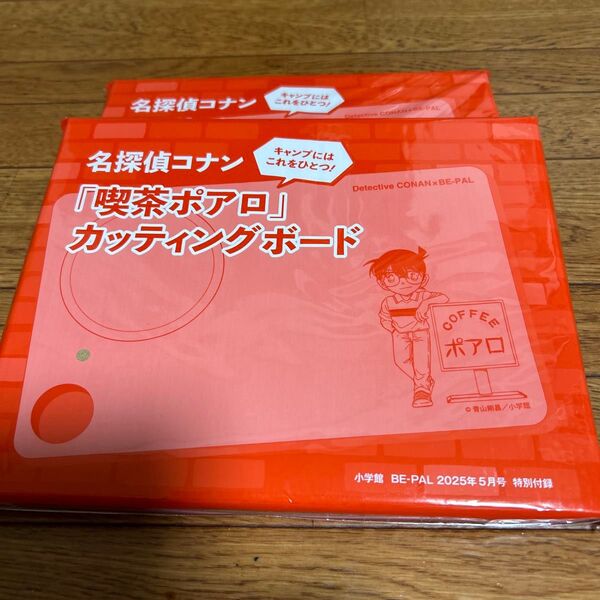 名探偵コナン
キャンプには
これをひとつ!
Detective CONAN×BE-PAL
名探偵コナン
キャンプには
これをひとつ!
Detective CONAN×BE-PAL
「喫茶ポアロ」
カッティングボード
COFFEE
ポアロ
© 青山剛昌/小学館
小学館 BE-PAL 2025年5月号 特別付録